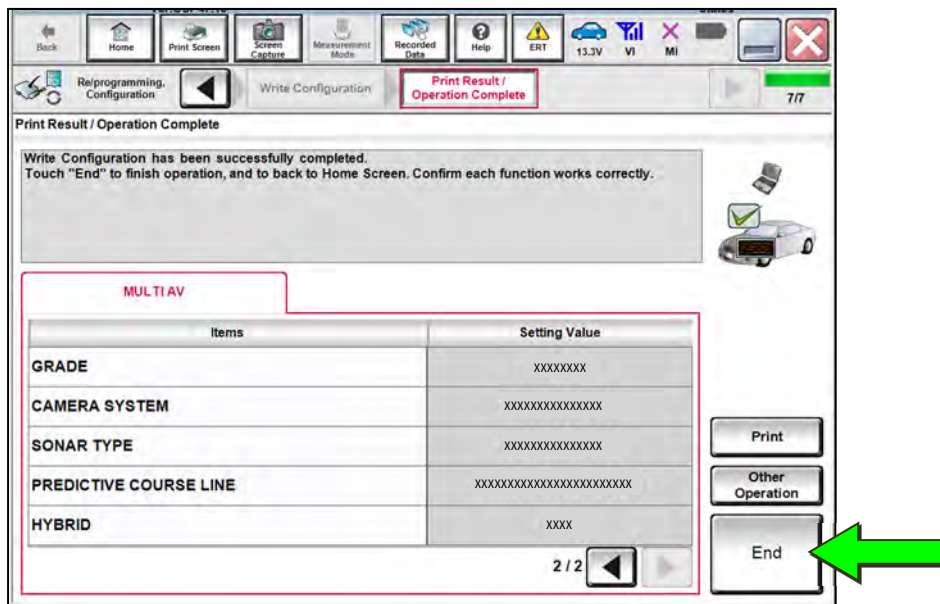 Back
Home
Print Screen
Screen
Capture
Measurement
Mode
Recorded
Data
Help
ERT
13.3V
VI
MI
Re/programming,
Configuration
Write Configuration
Print Result /
Operation Complete
7/7
Print Result / Operation Complete
Write Configuration has been successfully completed.
Touch "End" to finish operation, and to back to Home Screen. Confirm each function works correctly.
MULTI AV
Items
Setting Value
GRADE
XXXXXXXX
CAMERA SYSTEM
XXXXXXXXXXXXXXX
SONAR TYPE
XXXXXXXXXXXXXXX
PREDICTIVE COURSE LINE
XXXXXXXXXXXXXXXXXXXXXXXX
HYBRID
XXXX
2 / 2
Print
Other
Operation
End